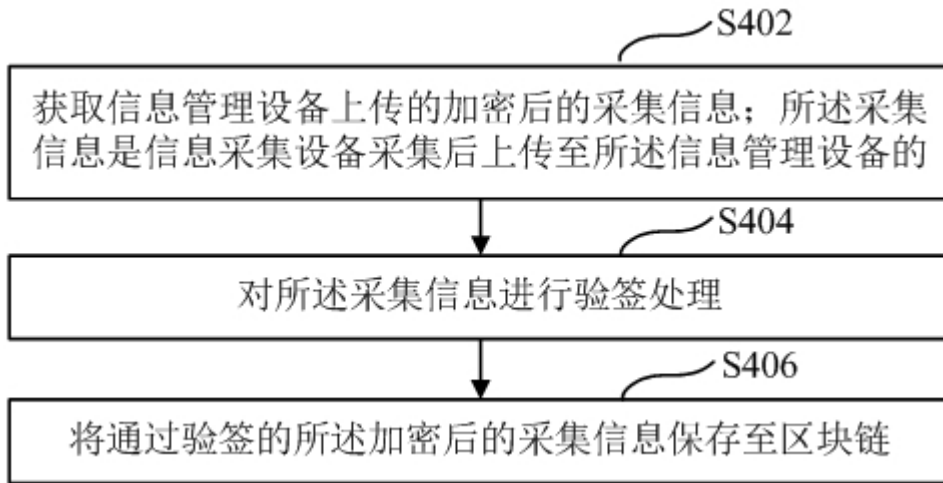 S402
获取信息管理设备上传的加密后的采集信息；所述采集
信息是信息采集设备采集后上传至所述信息管理设备的
S404
对所述采集信息进行验签处理
S406
将通过验签的所述加密后的采集信息保存至区块链